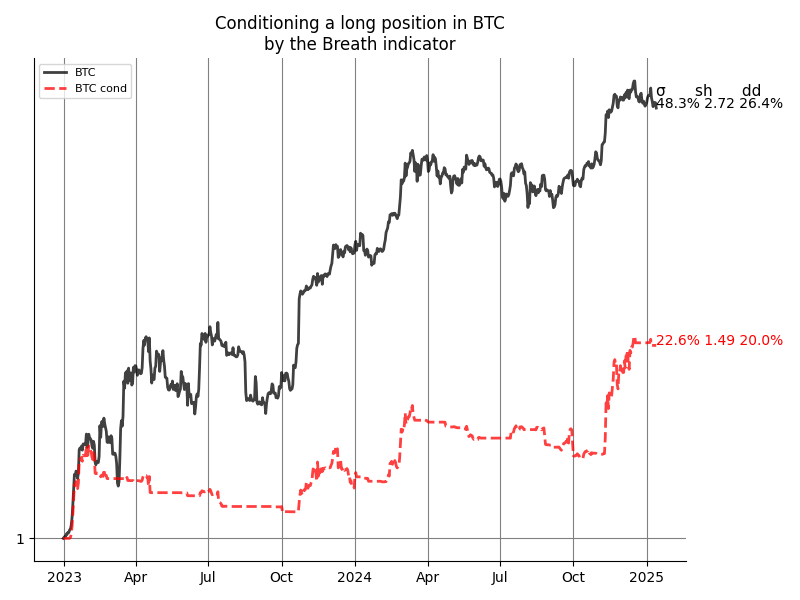 Conditioning a long position in BTC
by the Breath indicator
BTC
BTC cond
σ sh dd
48.3% 2.72 26.4%
22.6% 1.49 20.0%
1
2023 Apr Jul Oct 2024 Apr Jul Oct 2025